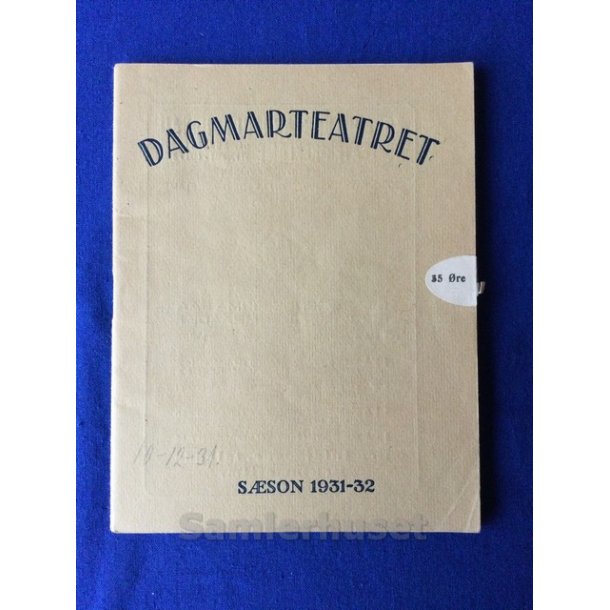 DAGMARTEATRET
35 Øre
19-12-31.
SÆSON 1931-32
Samlerhuset